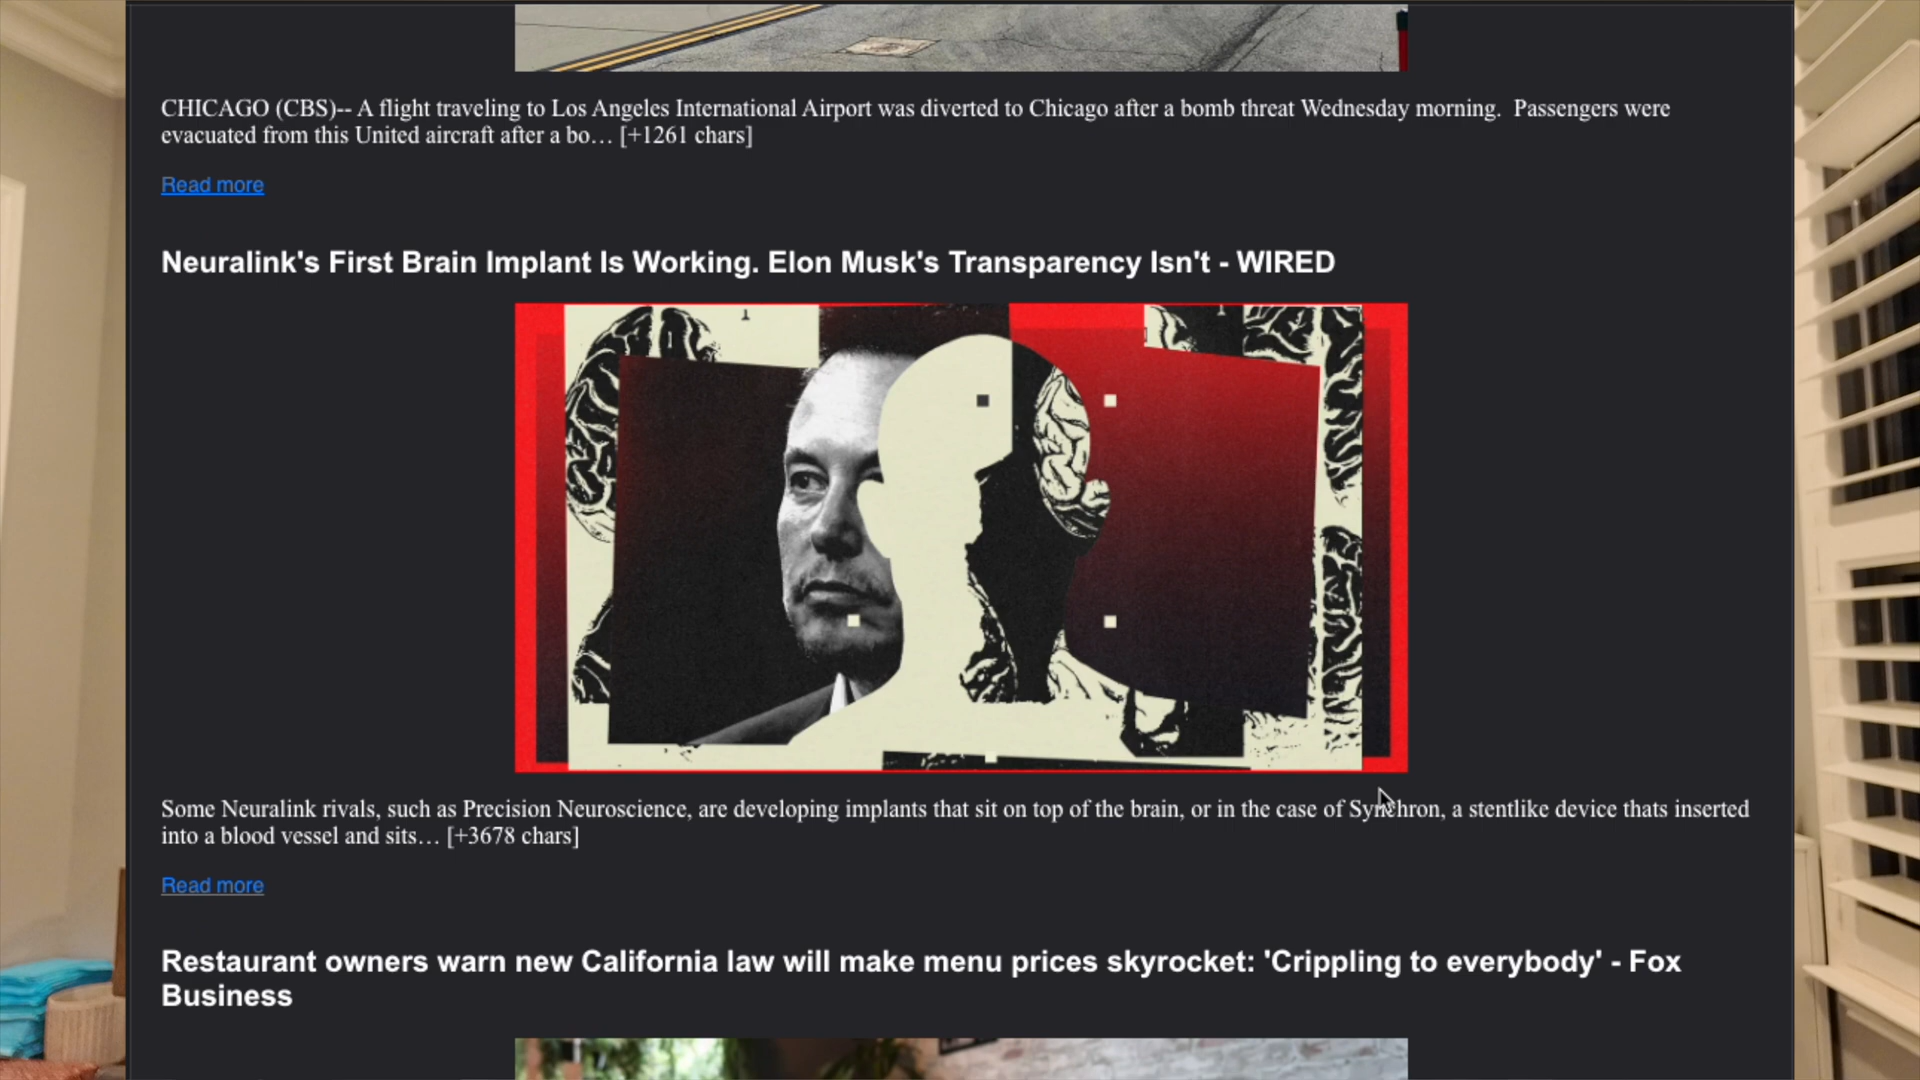 CHICAGO (CBS)-- A flight traveling to Los Angeles International Airport was diverted to Chicago after a bomb threat Wednesday morning.  Passengers were
evacuated from this United aircraft after a bo… [+1261 chars]
Read more
Neuralink's First Brain Implant Is Working. Elon Musk's Transparency Isn't - WIRED
Some Neuralink rivals, such as Precision Neuroscience, are developing implants that sit on top of the brain, or in the case of Synchron, a stentlike device thats inserted
into a blood vessel and sits… [+3678 chars]
Read more
Restaurant owners warn new California law will make menu prices skyrocket: 'Crippling to everybody' - Fox
Business